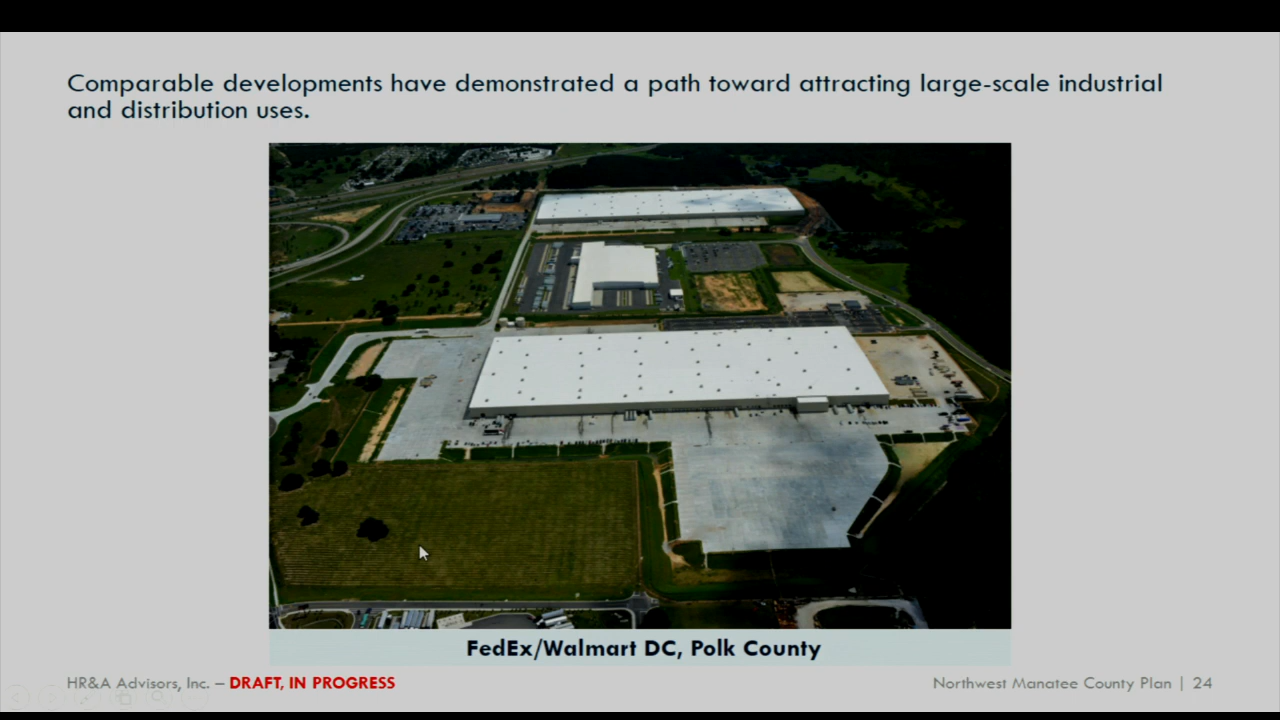 Comparable developments have demonstrated a path toward attracting large-scale industrial
and distribution uses.
FedEx/Walmart DC, Polk County
HR&A Advisors, Inc. – DRAFT, IN PROGRESS
Northwest Manatee County Plan | 24